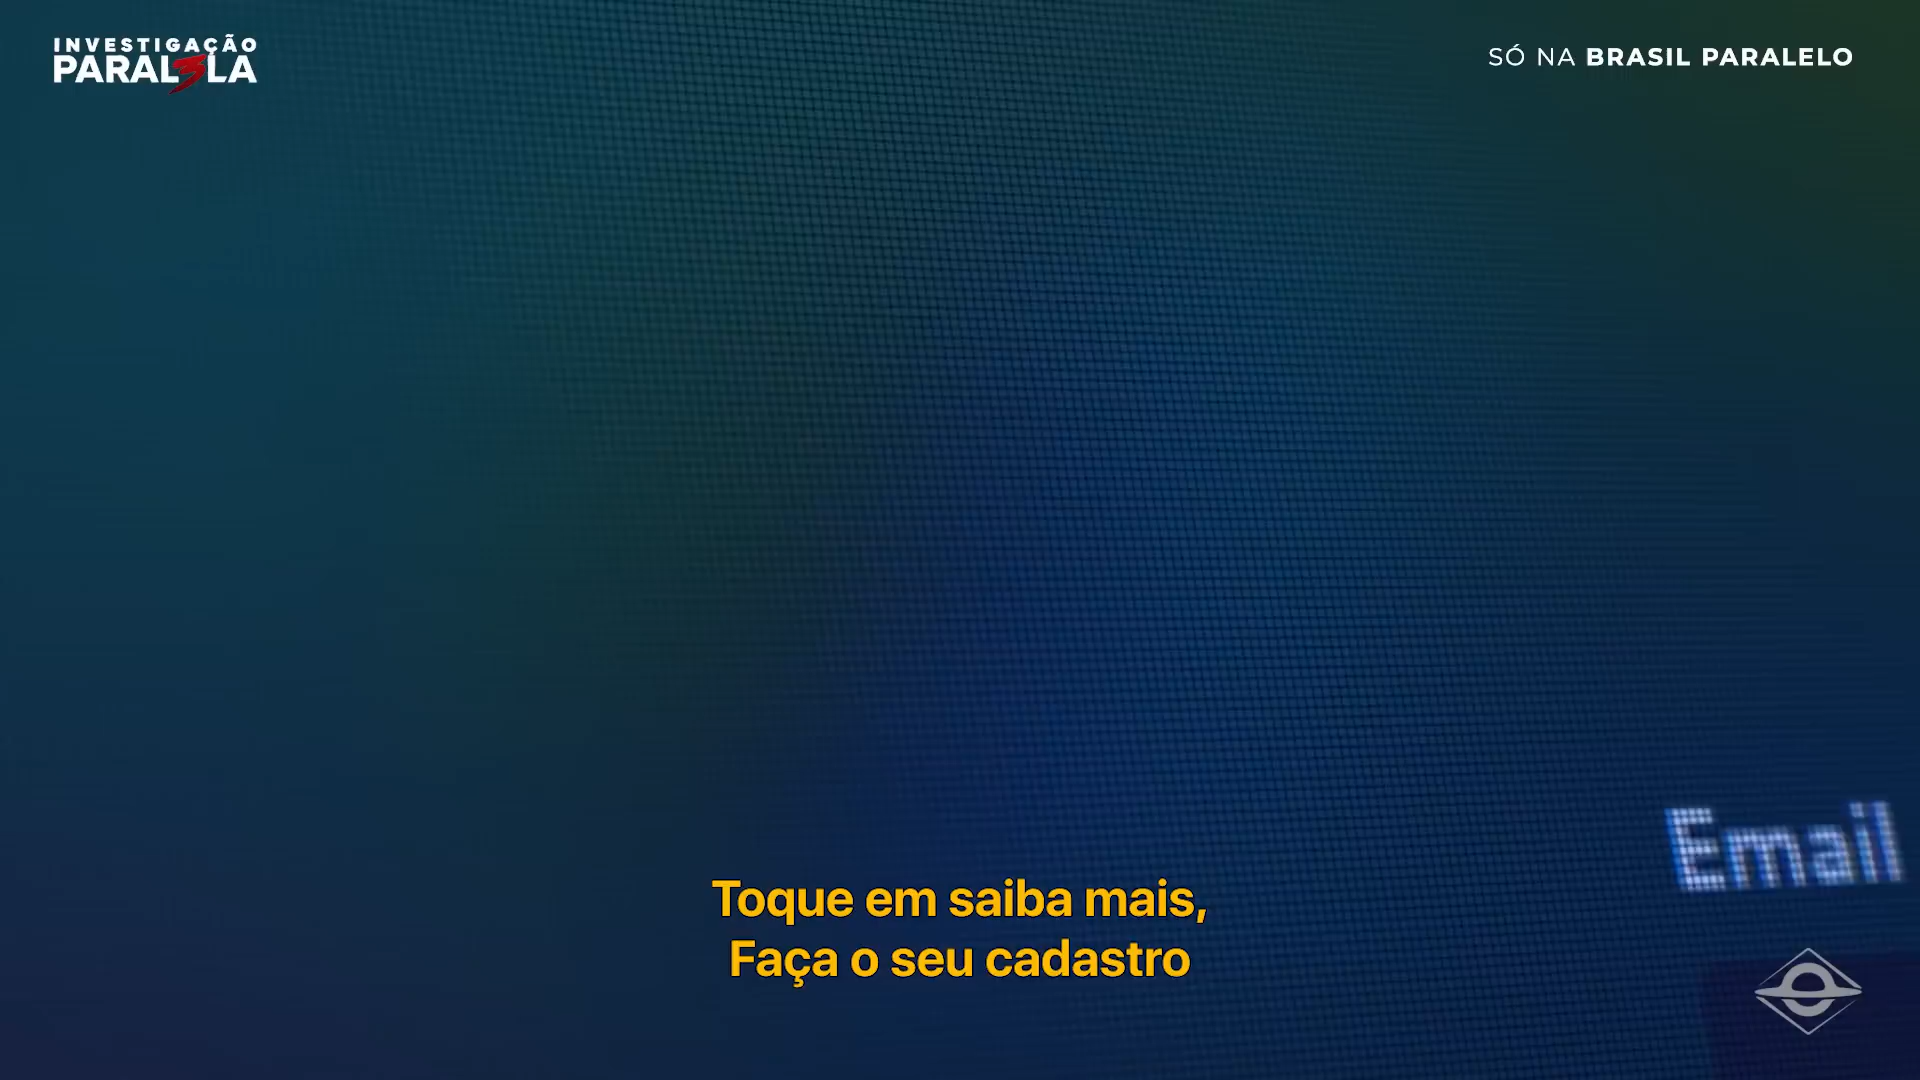 INVESTIGAÇÃO
PARAL3LA
SÓ NA BRASIL PARALELO
Email
Toque em saiba mais,
Faça o seu cadastro